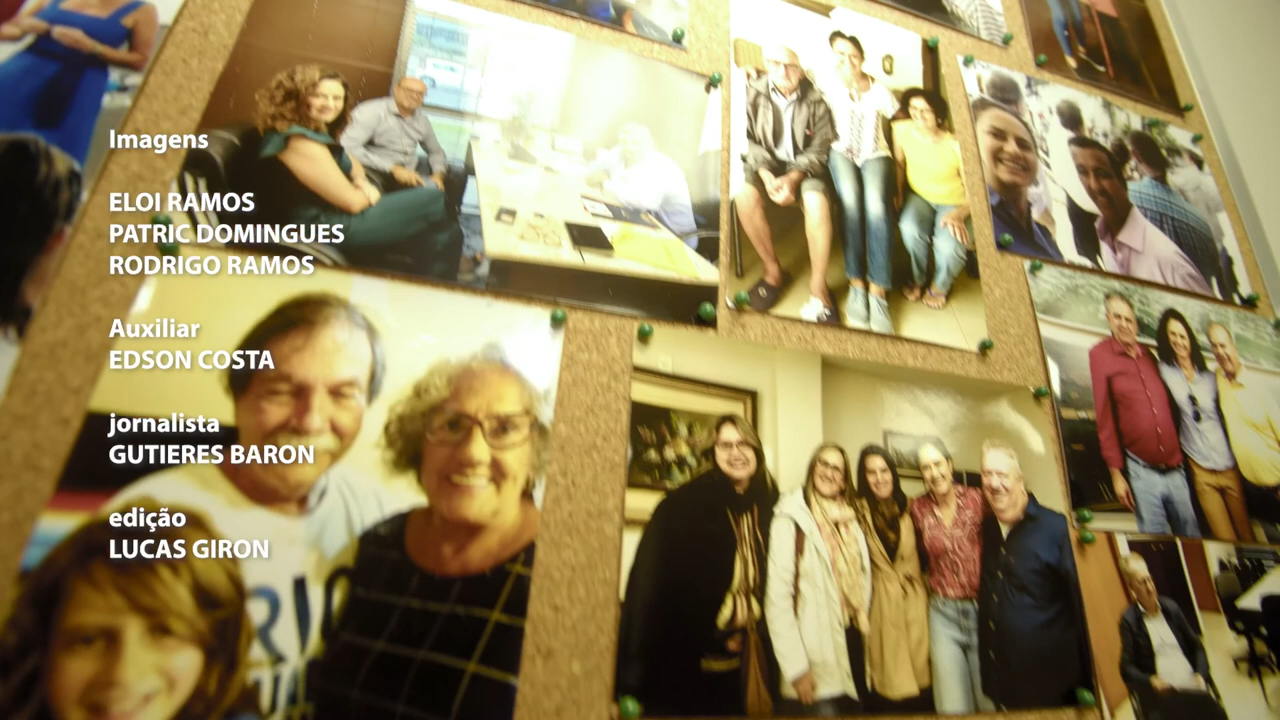 Imagens
ELOI RAMOS
PATRIC DOMINGUES
RODRIGO RAMOS
Auxiliar
EDSON COSTA
jornalista
GUTIERES BARON
edição
LUCAS GIRON